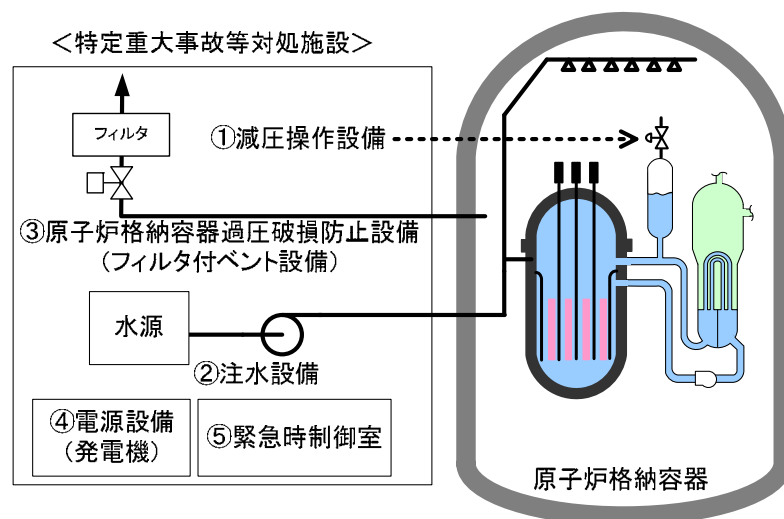 ＜特定重大事故等対処施設＞
フィルタ
①減圧操作設備
③原子炉格納容器過圧破損防止設備
(フィルタ付ベント設備)
水源
②注水設備
④電源設備
(発電機)
⑤緊急時制御室
原子炉格納容器